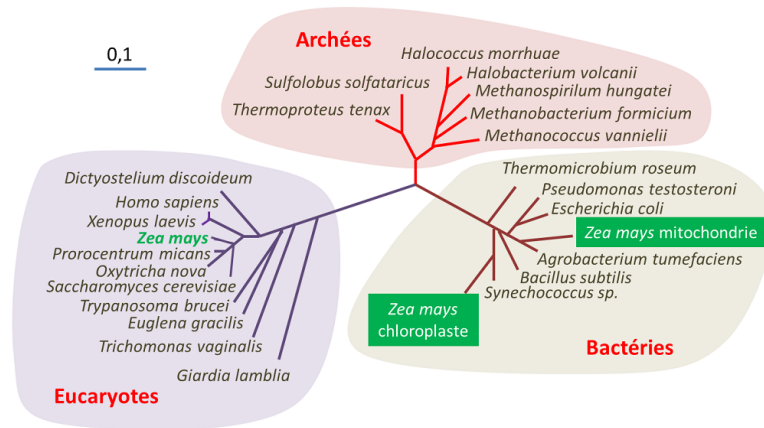 Archées
0,1
Halococcus morrhuae
Sulfolobus solfataricus
Halobacterium volcanii
Methanospirilum hungatei
Thermoproteus tenax
Methanobacterium formicium
Methanococcus vannielii
Dictyostelium discoideum
Homo sapiens
Xenopus laevis
Zea mays
Prorocentrum micans
Oxytricha nova
Saccharomyces cerevisiae
Trypanosoma brucei
Euglena gracilis
Trichomonas vaginalis
Giardia lamblia
Eucaryotes
Thermomicrobium roseum
Pseudomonas testosteroni
Escherichia coli
Zea mays mitochondrie
Agrobacterium tumefaciens
Bacillus subtilis
Synechococcus sp.
Zea mays
chloroplaste
Bactéries